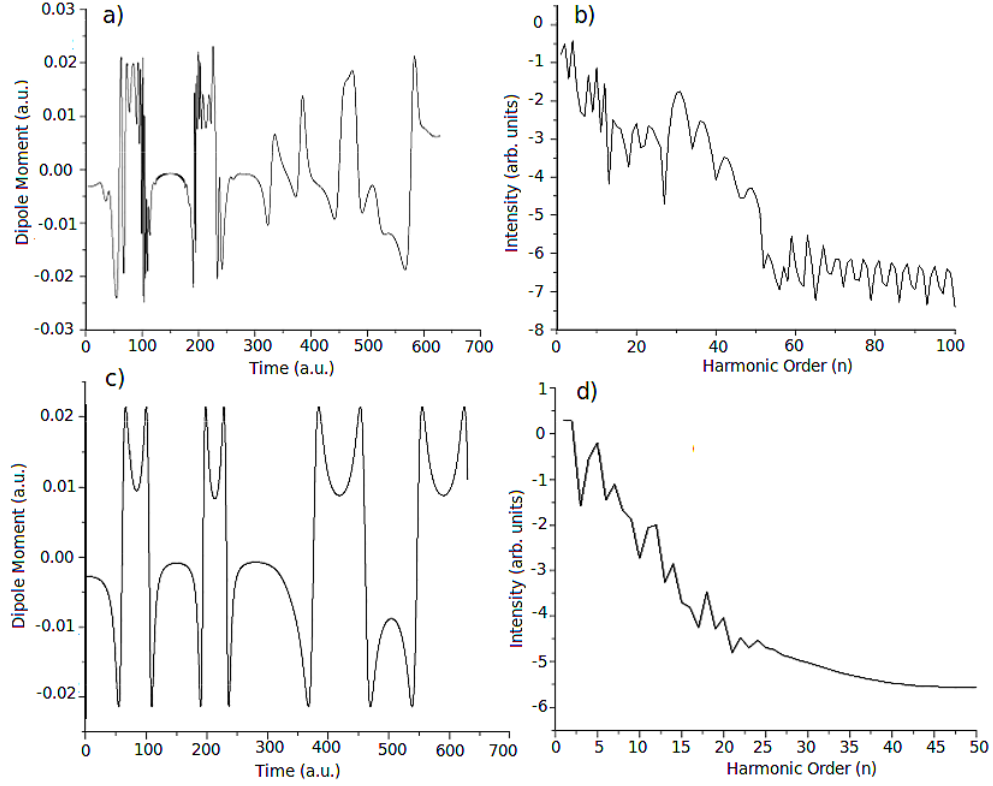 a)
Dipole Moment (a.u.)
0.03
0.02
0.01
0.00
-0.01
-0.02
-0.03
0 100 200 300 400 500 600 700
Time (a.u.)
b)
Intensity (arb. units)
0
-1
-2
-3
-4
-5
-6
-7
-8
0 20 40 60 80 100
Harmonic Order (n)
c)
Dipole Moment (a.u.)
0.02
0.01
0.00
-0.01
-0.02
0 100 200 300 400 500 600 700
Time (a.u.)
d)
Intensity (arb. units)
1
0
-1
-2
-3
-4
-5
-6
0 5 10 15 20 25 30 35 40 45 50
Harmonic Order (n)